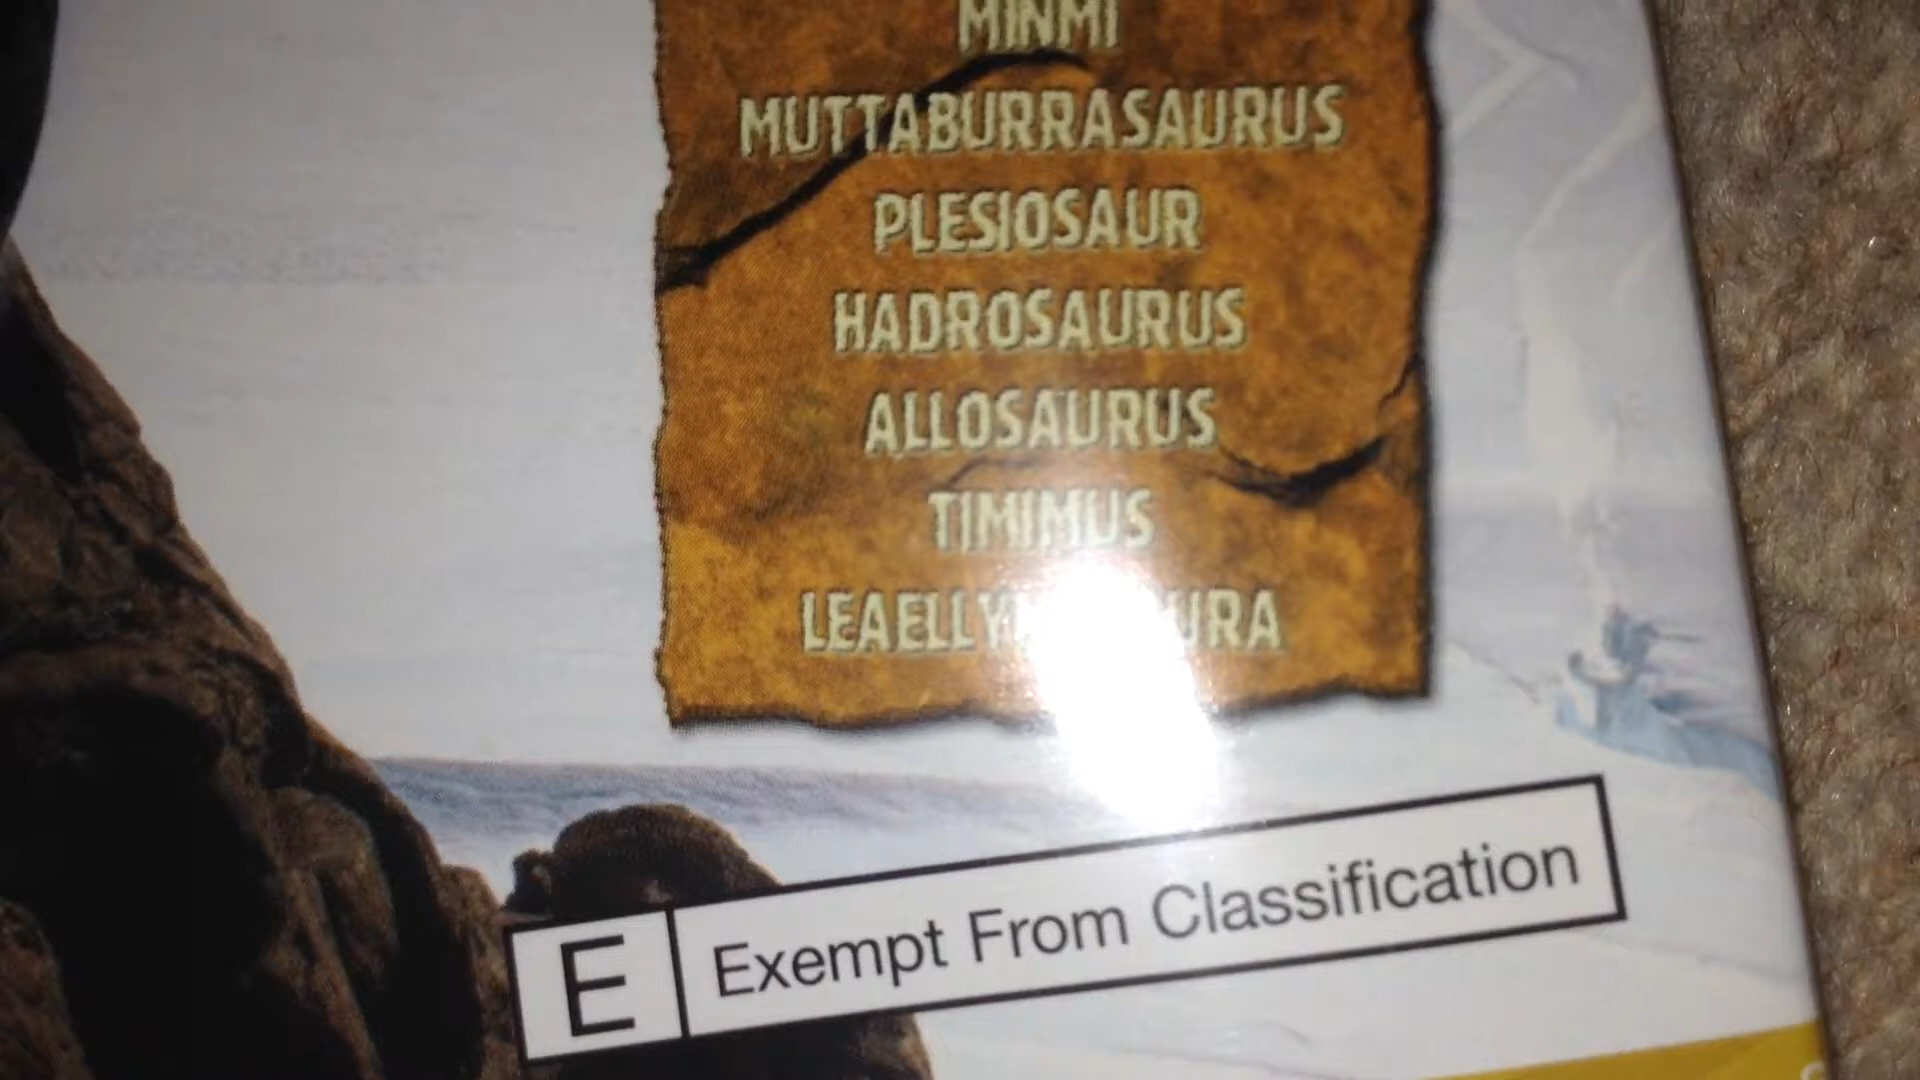 MINMI
MUTTABURRASAURUS
PLESIOSAUR
HADROSAURUS
ALLOSAURUS
TIMIMUS
E Exempt From Classification